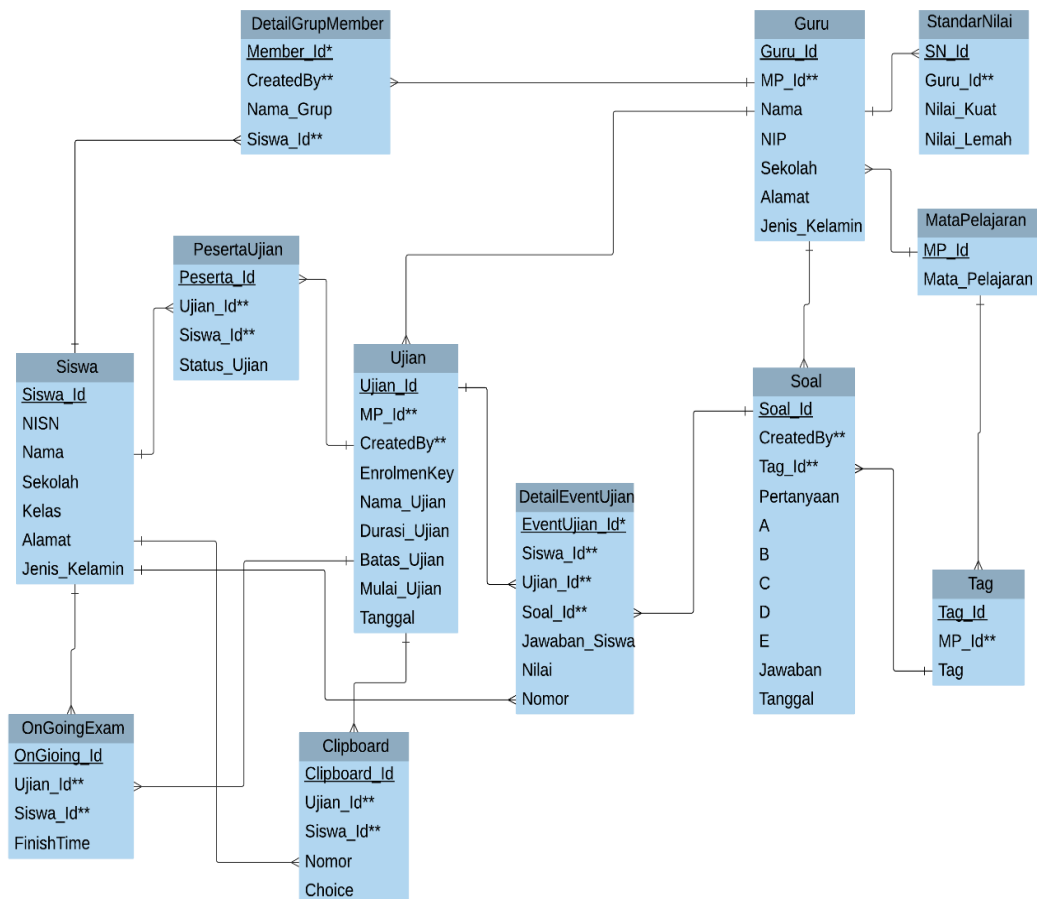 DetailGrupMember
Member_Id*
CreatedBy**
Nama_Grup
Siswa_Id**
Guru
Guru_Id
MP_Id**
Nama
NIP
Sekolah
Alamat
Jenis_Kelamin
StandarNilai
SN_Id
Guru_Id**
Nilai_Kuat
Nilai_Lemah
MataPelajaran
MP_Id
Mata_Pelajaran
PesertaUjian
Peserta_Id
Ujian_Id**
Siswa_Id**
Status_Ujian
Siswa
Siswa_Id
NISN
Nama
Sekolah
Kelas
Alamat
Jenis_Kelamin
Ujian
Ujian_Id
MP_Id**
CreatedBy**
EnrolmenKey
Nama_Ujian
Durasi_Ujian
Batas_Ujian
Mulai_Ujian
Tanggal
Soal
Soal_Id
CreatedBy**
Tag_Id**
Pertanyaan
A
B
C
D
E
Jawaban
Tanggal
DetailEventUjian
EventUjian_Id*
Siswa_Id**
Ujian_Id**
Soal_Id**
Jawaban_Siswa
Nilai
Nomor
Tag
Tag_Id
MP_Id**
Tag
OnGoingExam
OnGioing_Id
Ujian_Id**
Siswa_Id**
FinishTime
Clipboard
Clipboard_Id
Ujian_Id**
Siswa_Id**
Nomor
Choice